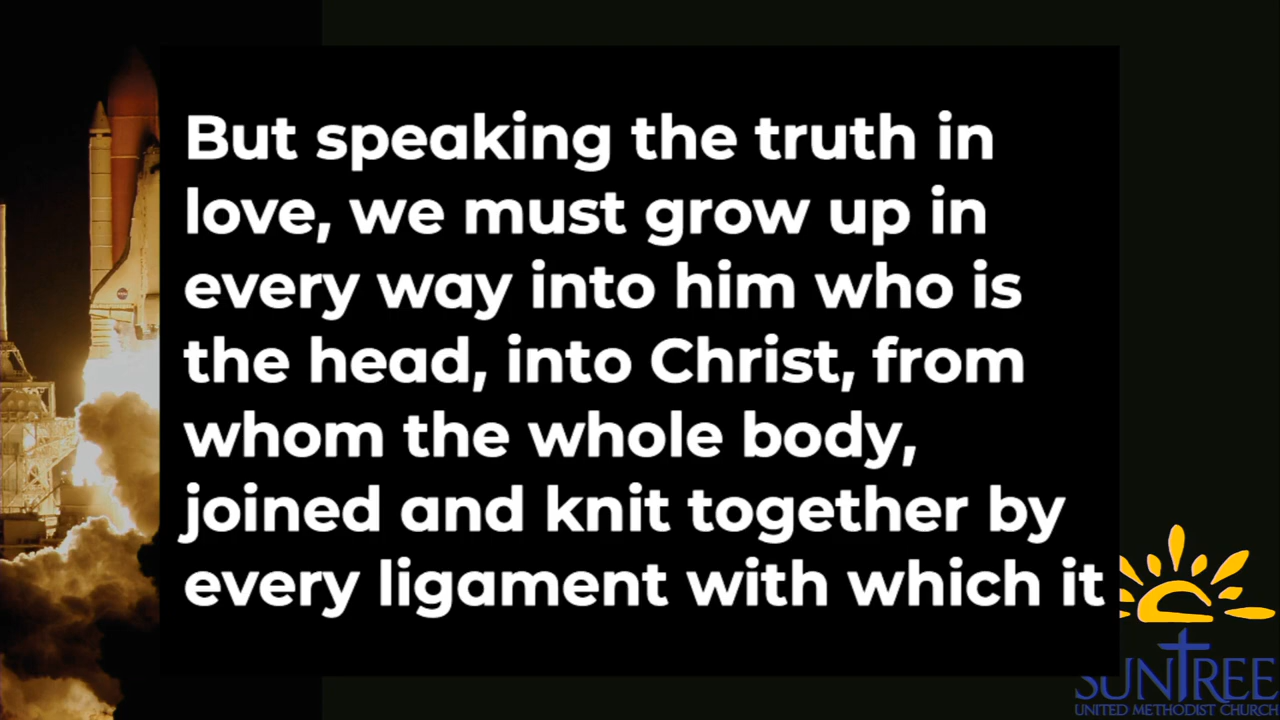 But speaking the truth in
love, we must grow up in
every way into him who is
the head, into Christ, from
whom the whole body,
joined and knit together by
every ligament with which it
SUNTREE
UNITED METHODIST CHURCH